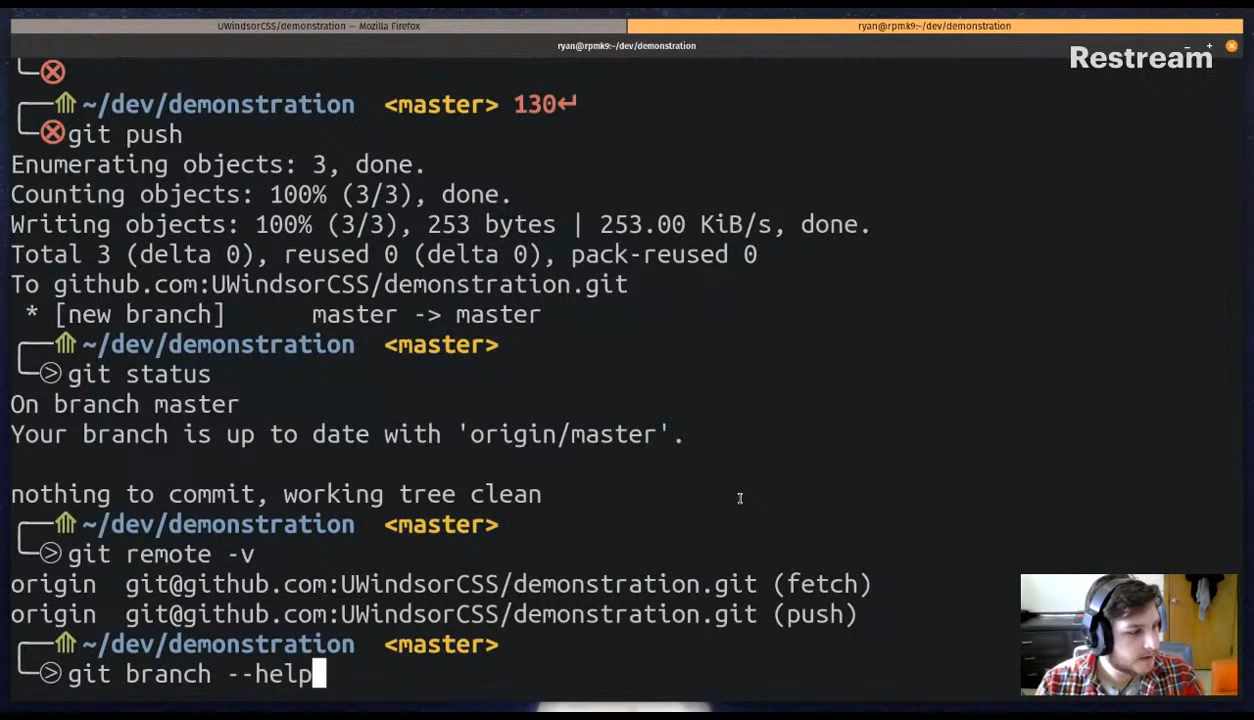 UWindsorCSS/demonstration — Mozilla Firefox
ryan@rpmk9:~/dev/demonstration
ryan@rpmk9:~/dev/demonstration
Restream
~/dev/demonstration <master> 130↵
git push
Enumerating objects: 3, done.
Counting objects: 100% (3/3), done.
Writing objects: 100% (3/3), 253 bytes | 253.00 KiB/s, done.
Total 3 (delta 0), reused 0 (delta 0), pack-reused 0
To github.com:UWindsorCSS/demonstration.git
* [new branch] master -> master
~/dev/demonstration <master>
git status
On branch master
Your branch is up to date with 'origin/master'.
nothing to commit, working tree clean
~/dev/demonstration <master>
git remote -v
origin git@github.com:UWindsorCSS/demonstration.git (fetch)
origin git@github.com:UWindsorCSS/demonstration.git (push)
~/dev/demonstration <master>
git branch --help